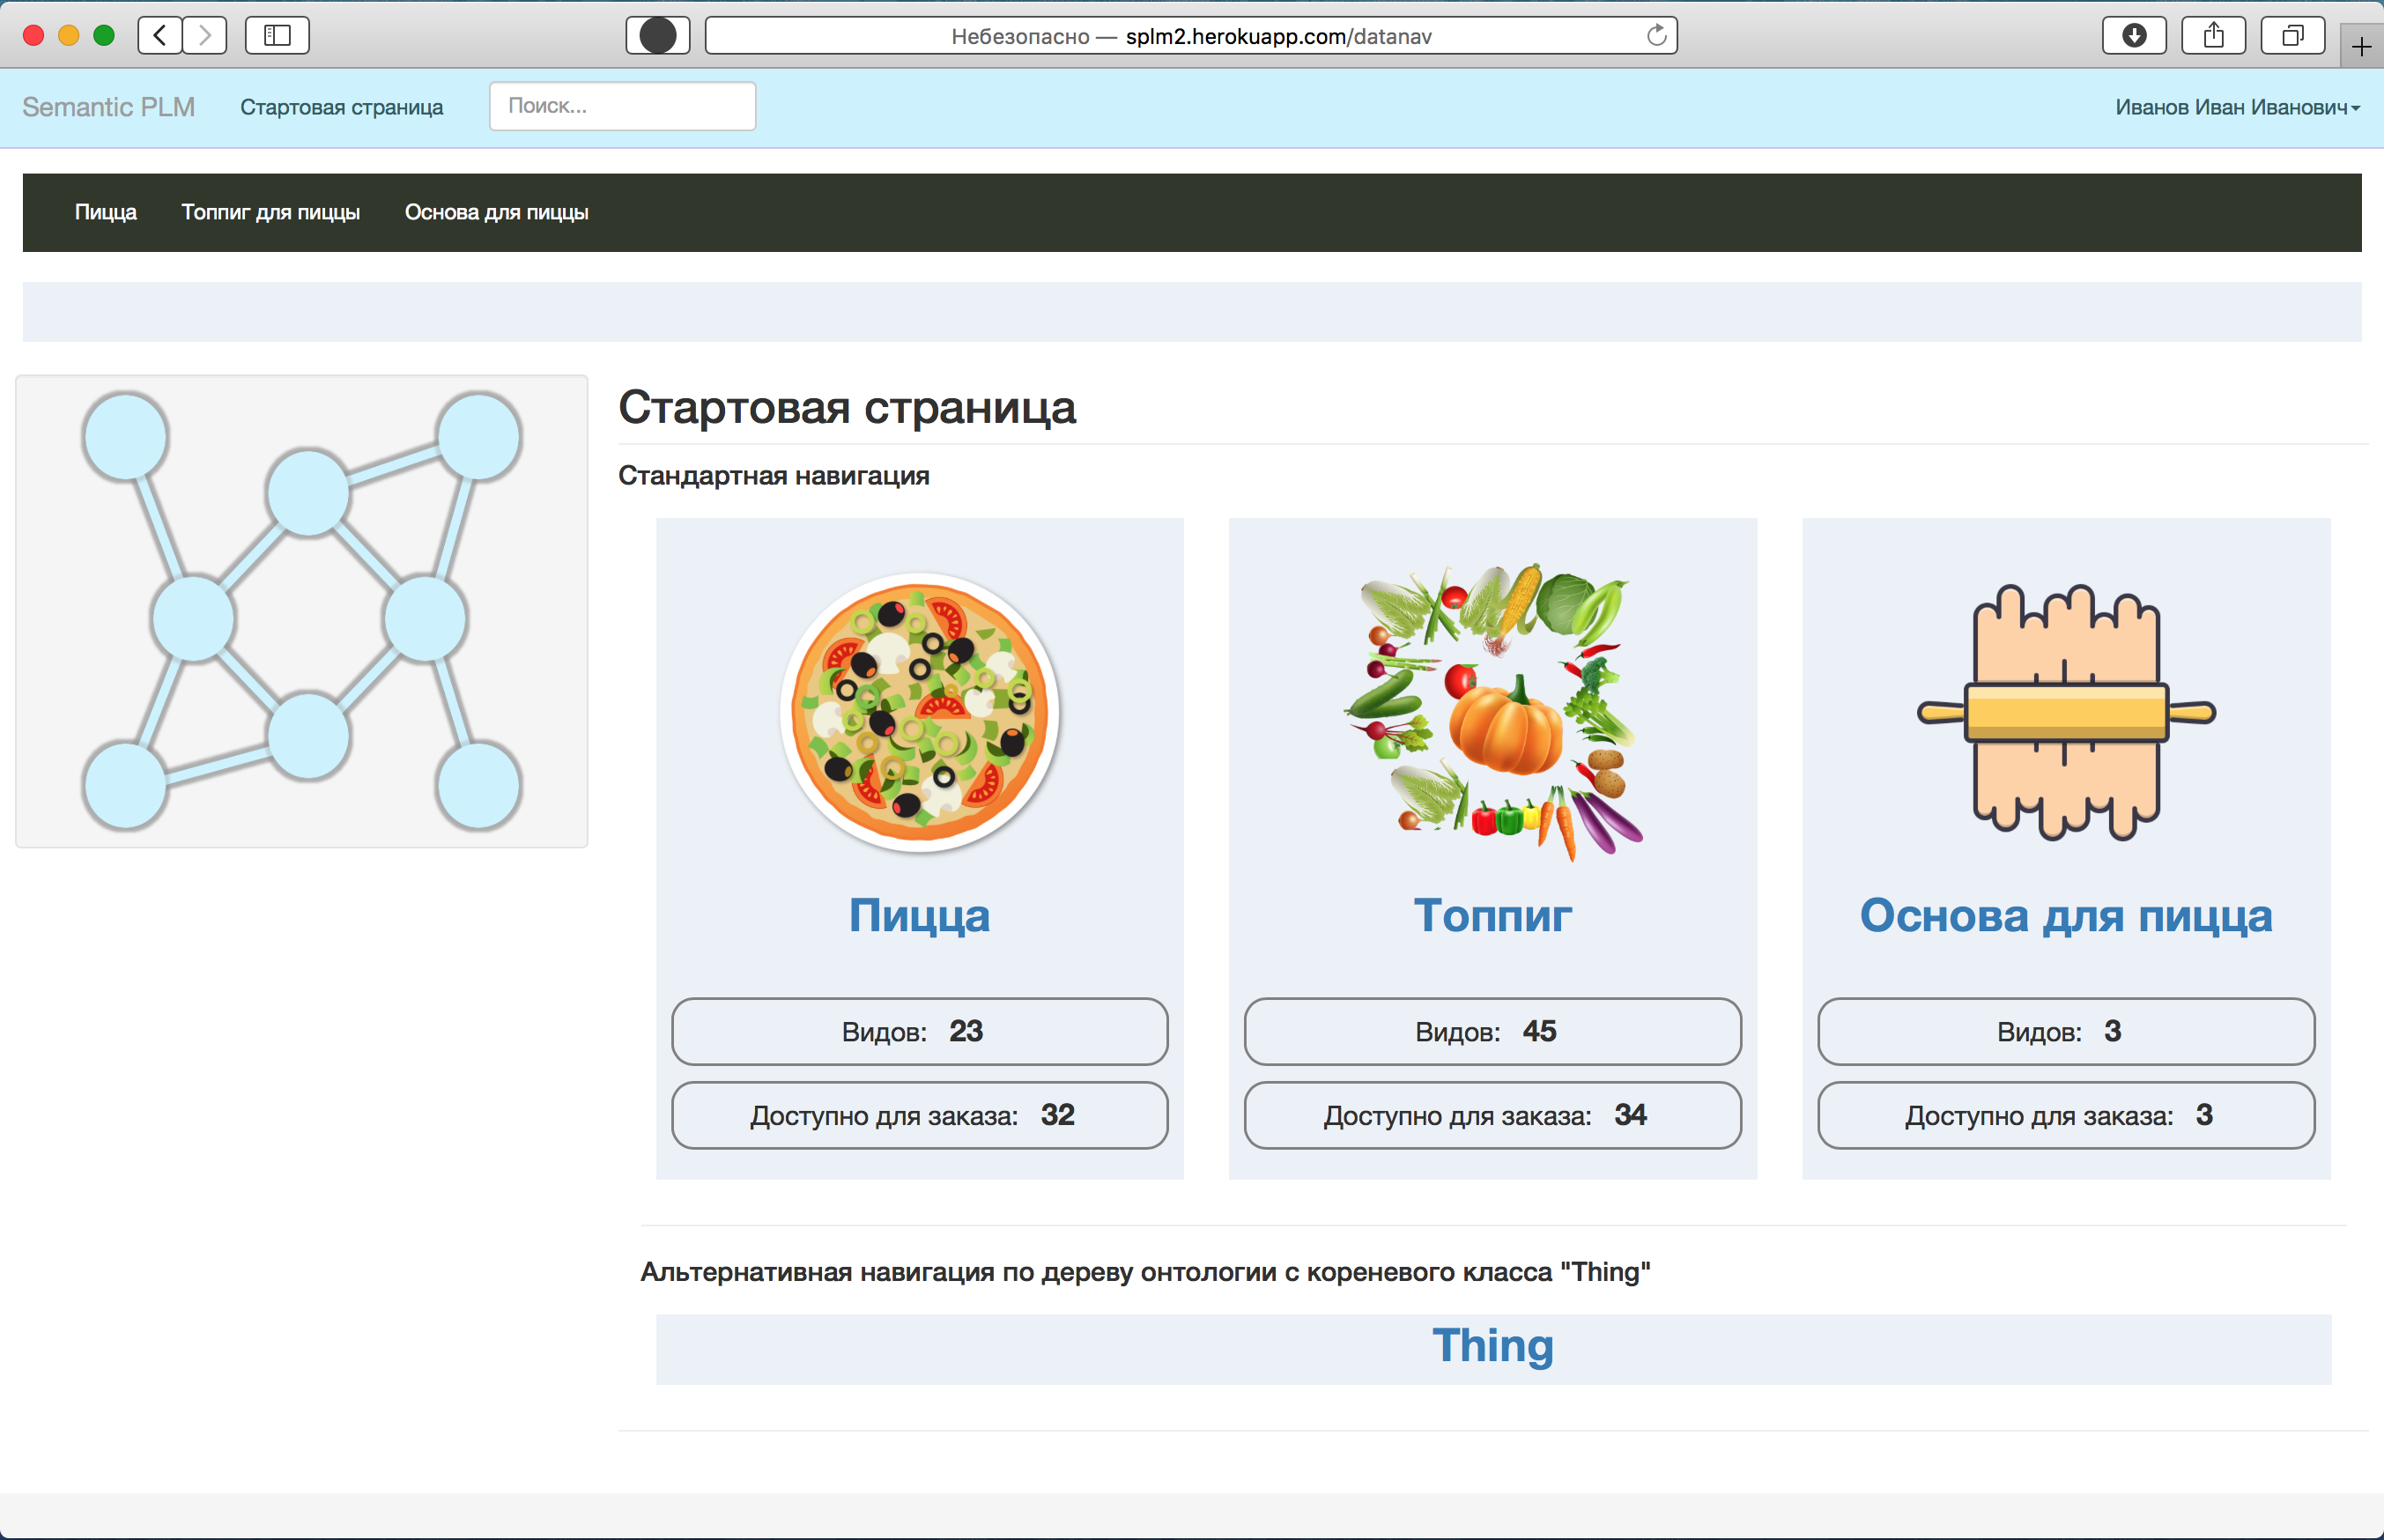 Небезопасно — splm2.herokuapp.com/datanav
Semantic PLM Стартовая страница Поиск... Иванов Иван Иванович
Пицца Топпиг для пиццы Основа для пиццы
Стартовая страница
Стандартная навигация
Пицца
Видов: 23
Доступно для заказа: 32
Топпиг
Видов: 45
Доступно для заказа: 34
Основа для пицца
Видов: 3
Доступно для заказа: 3
Альтернативная навигация по дереву онтологии с кореневого класса "Thing"
Thing